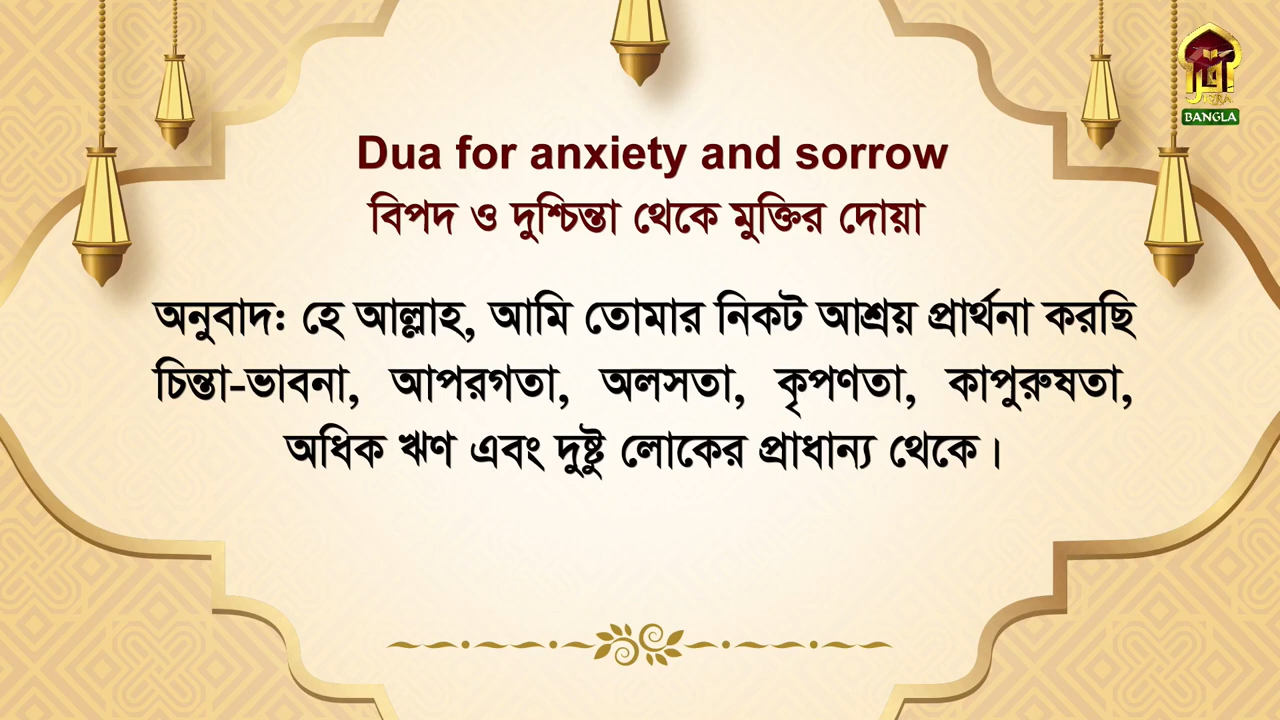 BANGLA
Dua for anxiety and sorrow
বিপদ ও দুশ্চিন্তা থেকে মুক্তির দোয়া
অনুবাদ: হে আল্লাহ, আমি তোমার নিকট আশ্রয় প্রার্থনা করছি
চিন্তা-ভাবনা, আপরগতা, অলসতা, কৃপণতা, কাপুরুষতা,
অধিক ঋণ এবং দুষ্টু লোকের প্রাধান্য থেকে।